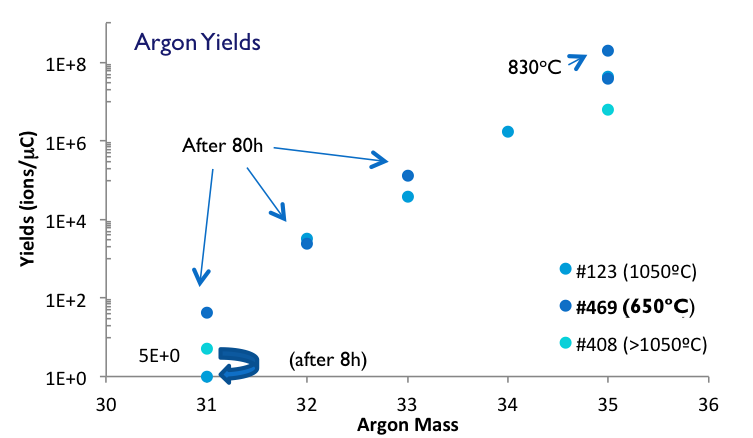 Argon Yields
1E+8
1E+6
1E+4
1E+2
1E+0
Yields (ions/µC)
830ºC
After 80h
5E+0
(after 8h)
#123 (1050ºC)
#469 (650ºC)
#408 (>1050ºC)
30 31 32 33 34 35 36
Argon Mass